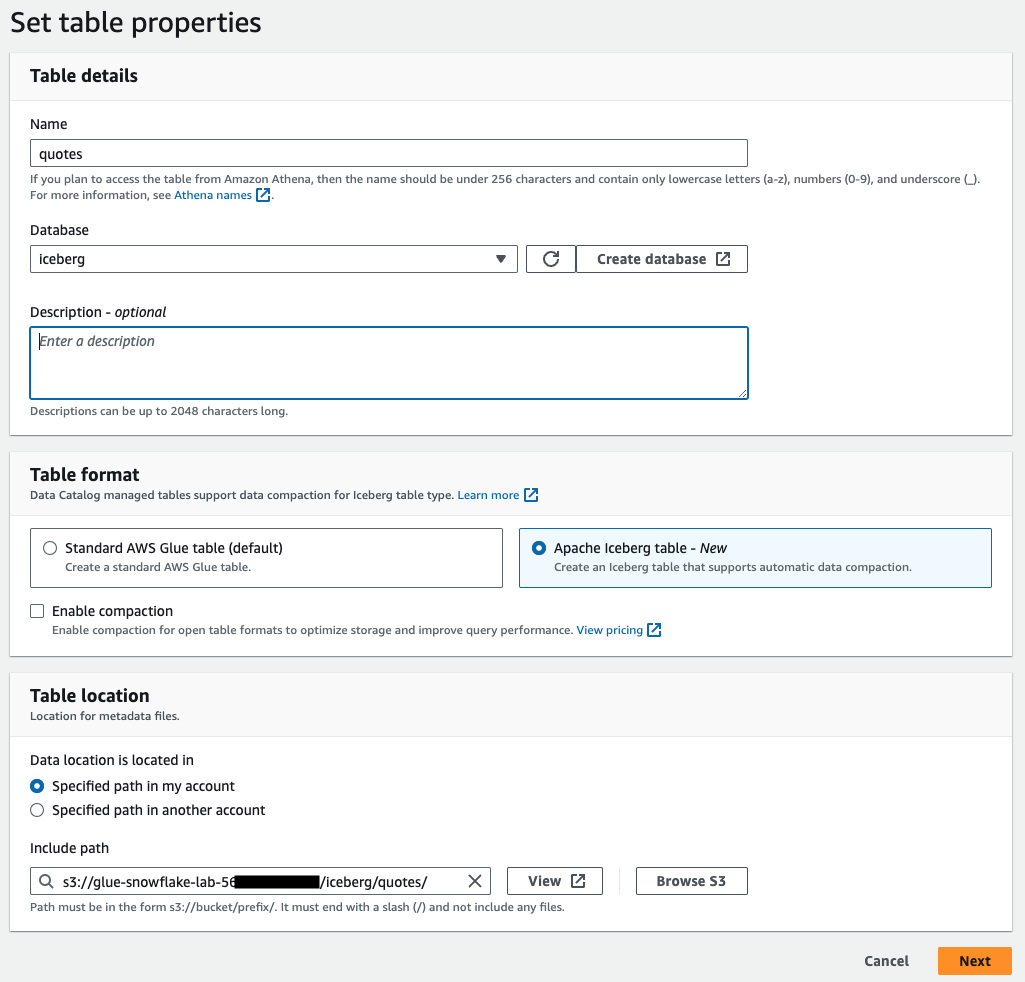 Set table properties
Table details
Name
quotes
If you plan to access the table from Amazon Athena, then the name should be under 256 characters and contain only lowercase letters (a-z), numbers (0-9), and underscore (_).
For more information, see Athena names.
Database
iceberg
Create database
Description - optional
Enter a description
Descriptions can be up to 2048 characters long.
Table format
Data Catalog managed tables support data compaction for Iceberg table type. Learn more
Standard AWS Glue table (default)
Create a standard AWS Glue table.
Apache Iceberg table - New
Create an Iceberg table that supports automatic data compaction.
Enable compaction
Enable compaction for open table formats to optimize storage and improve query performance. View pricing
Table location
Location for metadata files.
Data location is located in
Specified path in my account
Specified path in another account
Include path
s3://glue-snowflake-lab-56 /iceberg/quotes/
View
Browse S3
Path must be in the form s3://bucket/prefix/. It must end with a slash (/) and not include any files.
Cancel
Next